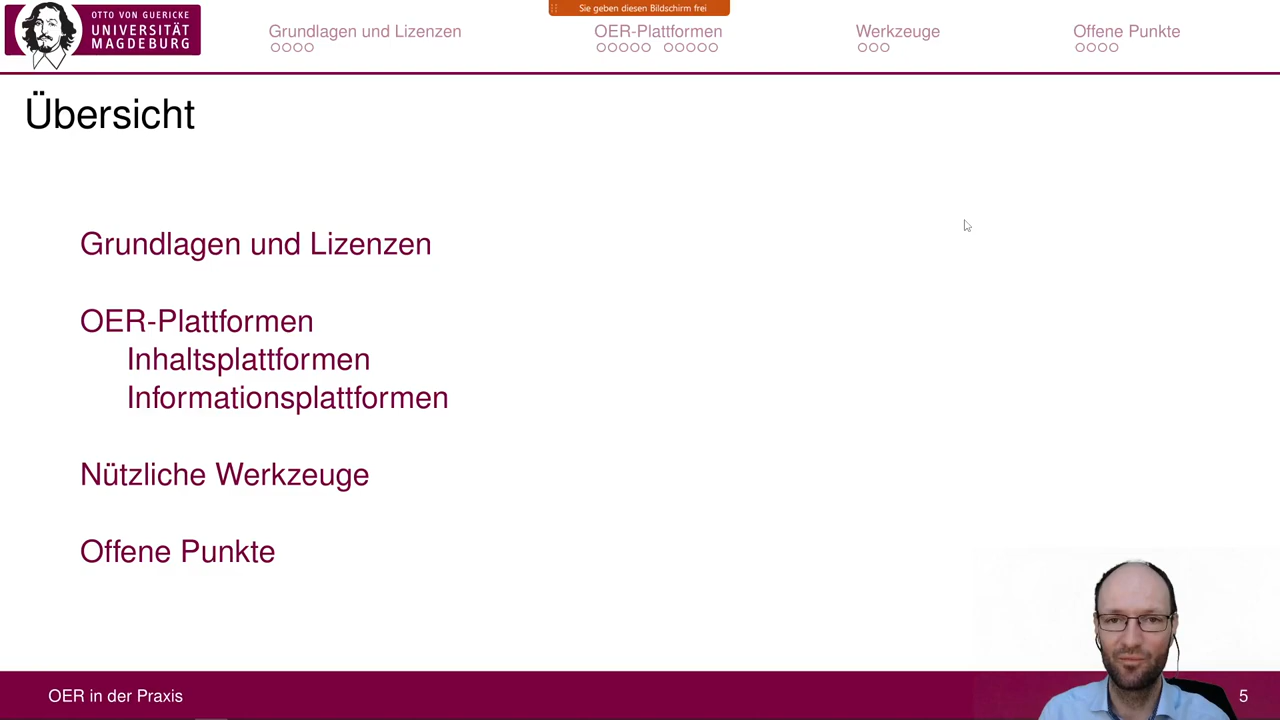 Sie geben diesen Bildschirm frei
OTTO VON GUERICKE
UNIVERSITÄT
MAGDEBURG
Grundlagen und Lizenzen
OER-Plattformen
Werkzeuge
Offene Punkte
Übersicht
Grundlagen und Lizenzen
OER-Plattformen
Inhaltsplattformen
Informationsplattformen
Nützliche Werkzeuge
Offene Punkte
OER in der Praxis
5